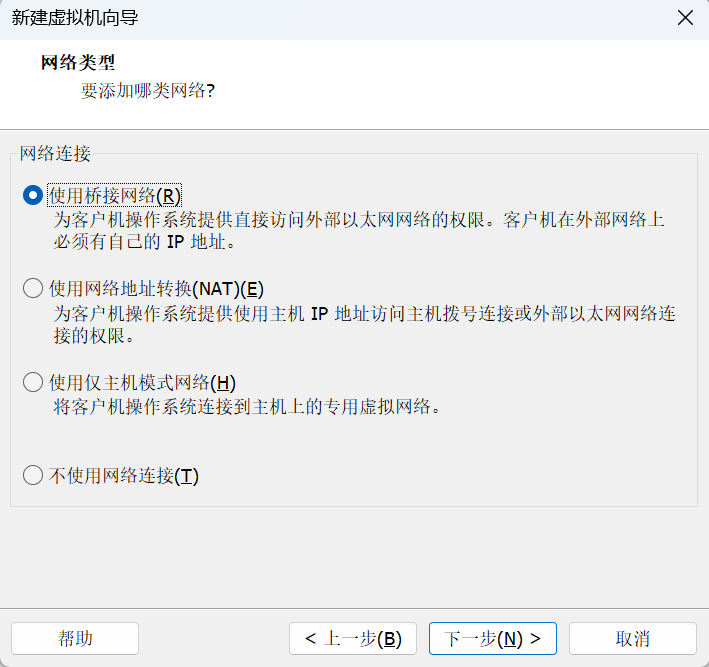 新建虚拟机向导
网络类型
要添加哪类网络?
网络连接
使用桥接网络(R)
为客户机操作系统提供直接访问外部以太网网络的权限。客户机在外部网络上
必须有自己的 IP 地址。
使用网络地址转换(NAT)(E)
为客户机操作系统提供使用主机 IP 地址访问主机拨号连接或外部以太网网络连
接的权限。
使用仅主机模式网络(H)
将客户机操作系统连接到主机上的专用虚拟网络。
不使用网络连接(T)
帮助
< 上一步(B)
下一步(N) >
取消